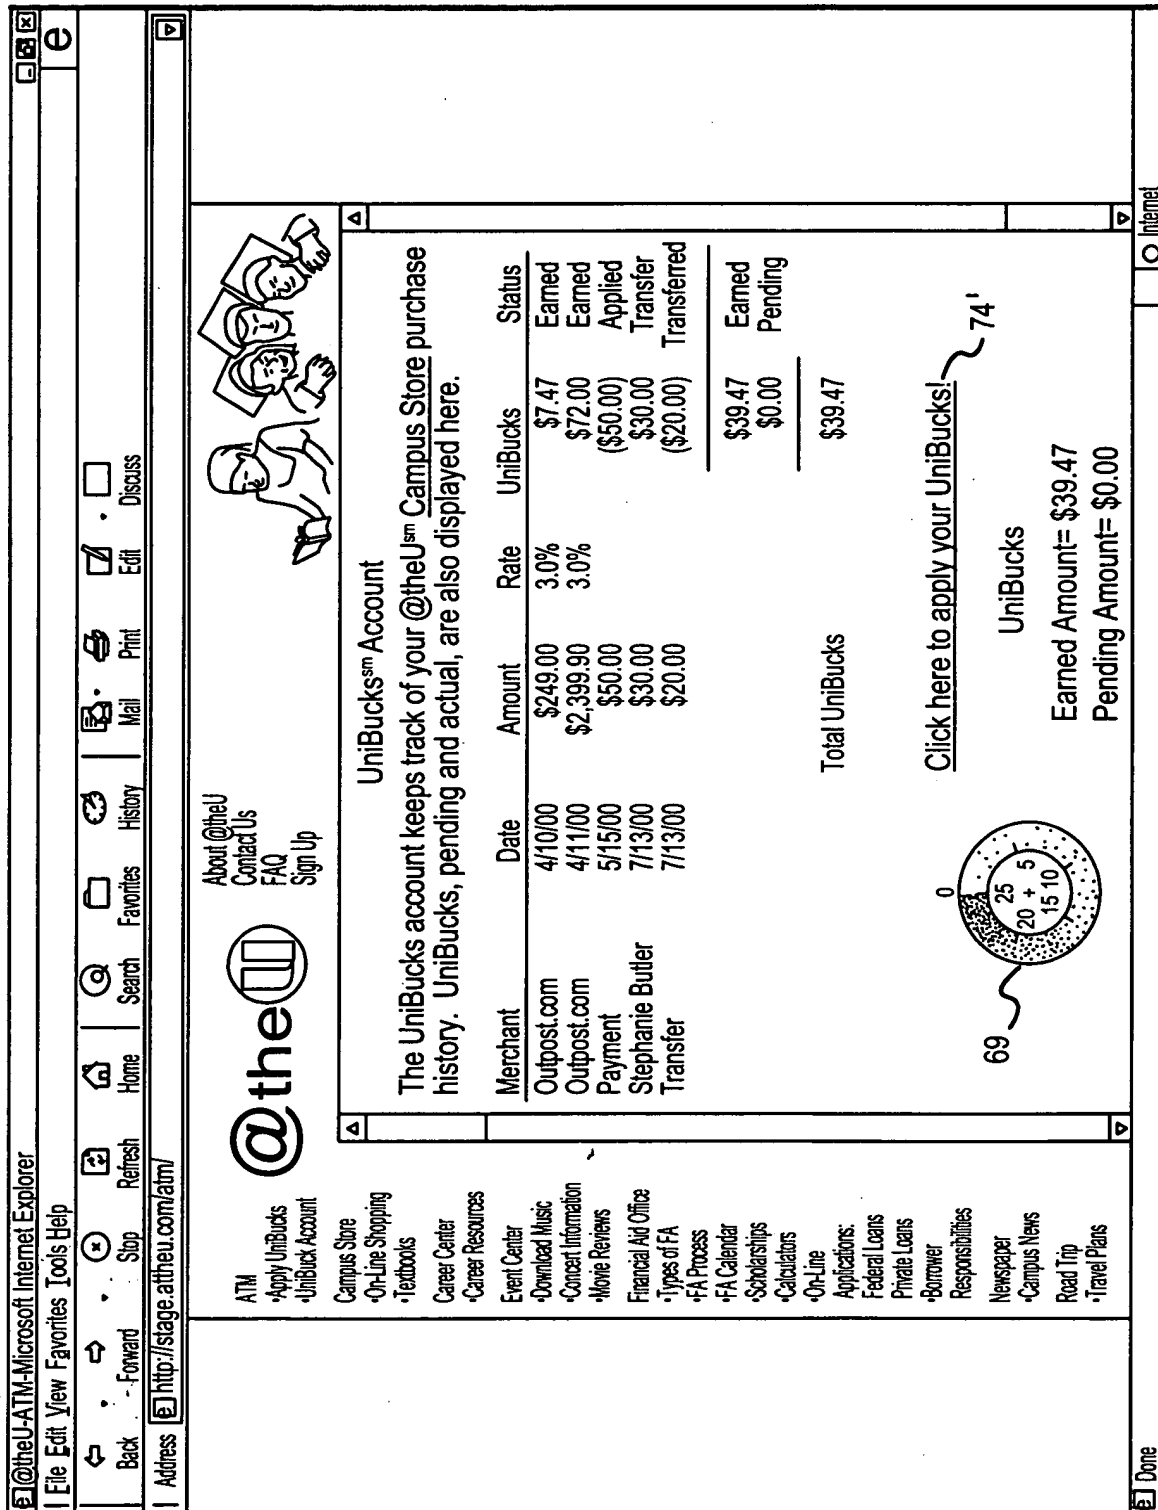 @theU-ATM-Microsoft Internet Explorer
File Edit View Favorites Tools Help
e
Back Forward Stop Refresh Home Search Favorites History Mail Print Edit Discuss
Address http://stage.attheu.com/atm/
@the U
About @theU
Contact Us
FAQ
Sign Up
ATM
•Apply UniBucks
•UniBuck Account
Campus Store
•On-Line Shopping
•Textbooks
Career Center
•Career Resources
Event Center
•Download Music
•Concert Information
•Movie Reviews
Financial Aid Office
•Types of FA
•FA Process
•FA Calendar
•Scholarships
•Calculators
•On-Line
Applications:
Federal Loans
Private Loans
•Borrower
Responsibilities
Newspaper
•Campus News
Road Trip
•Travel Plans
UniBucks℠ Account
The UniBucks account keeps track of your @theU℠ Campus Store purchase
history. UniBucks, pending and actual, are also displayed here.
Merchant Date Amount Rate UniBucks Status
Outpost.com 4/10/00 $249.00 3.0% $7.47 Earned
Outpost.com 4/11/00 $2,399.90 3.0% $72.00 Earned
Payment 5/15/00 $50.00 ($50.00) Applied
Stephanie Butler 7/13/00 $30.00 $30.00 Transfer
Transfer 7/13/00 $20.00 ($20.00) Transferred
$39.47 Earned
$0.00 Pending
Total UniBucks $39.47
Click here to apply your UniBucks!
74'
0
25
20 + 5
15 10
69
UniBucks
Earned Amount= $39.47
Pending Amount= $0.00
Done
Internet